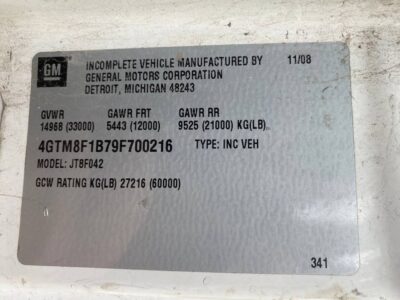 GM
INCOMPLETE VEHICLE MANUFACTURED BY 11/08
GENERAL MOTORS CORPORATION
DETROIT, MICHIGAN 48243
GVWR GAWR FRT GAWR RR
14968 (33000) 5443 (12000) 9525 (21000) KG(LB)
4GTM8F1B79F700216 TYPE: INC VEH
MODEL: JT8F042
GCW RATING KG(LB) 27216 (60000)
341